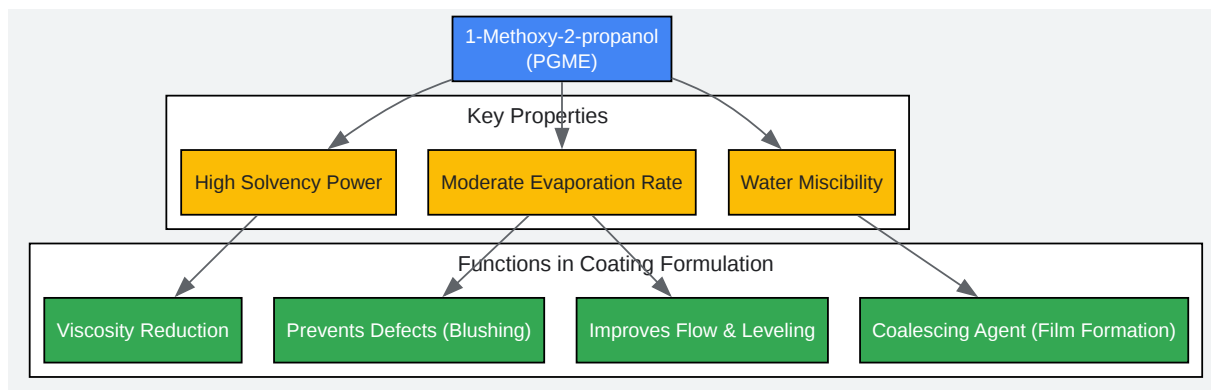 1-Methoxy-2-propanol
(PGME)
Key Properties
High Solvency Power
Moderate Evaporation Rate
Water Miscibility
Functions in Coating Formulation
Viscosity Reduction
Prevents Defects (Blushing)
Improves Flow & Leveling
Coalescing Agent (Film Formation)